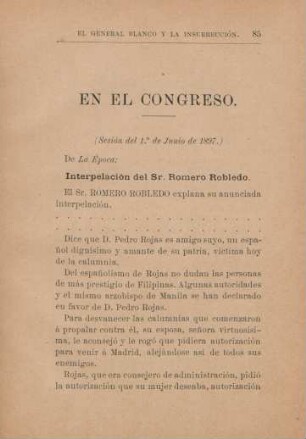 EL GENERAL BLANCO Y LA INSURRECCIÓN. 85
EN EL CONGRESO.
(Sesión del 1.º de Junio de 1897.)
De La Época:
Interpelación del Sr. Romero Robledo.
El Sr. ROMERO ROBLEDO explana su anunciada
interpelación.
. . . . . . . . . . . . . . . . . . . .
. . . . . . . . . . . . . . . . . . . .
Dice que D. Pedro Rojas es amigo suyo, un es-
pañol dignísimo y amante de su patria, víctima hoy
de la calumnia.
Del españolismo de Rojas no dudan las personas de
más prestigio de Filipinas. Algunas autoridades
y el mismo arzobispo de Manila se han declarado
en favor de D. Pedro Rojas.
Para desvanecer las calumnias que comenzaron
á propalar contra él, su esposa, señora virtuosísi-
ma, le aconsejó y le rogó que pidiera autorización
para venir á Madrid, alejándose así de todos sus
enemigos.
Rojas, que era consejero de administración, pidió
la autorización que su mujer deseaba, autorización